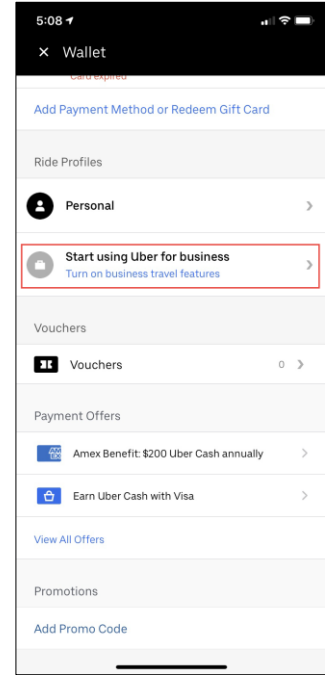 5:08
Wallet
Card expired
Add Payment Method or Redeem Gift Card
Ride Profiles
Personal
Start using Uber for business
Turn on business travel features
Vouchers
Vouchers 0
Payment Offers
Amex Benefit: $200 Uber Cash annually
Earn Uber Cash with Visa
View All Offers
Promotions
Add Promo Code